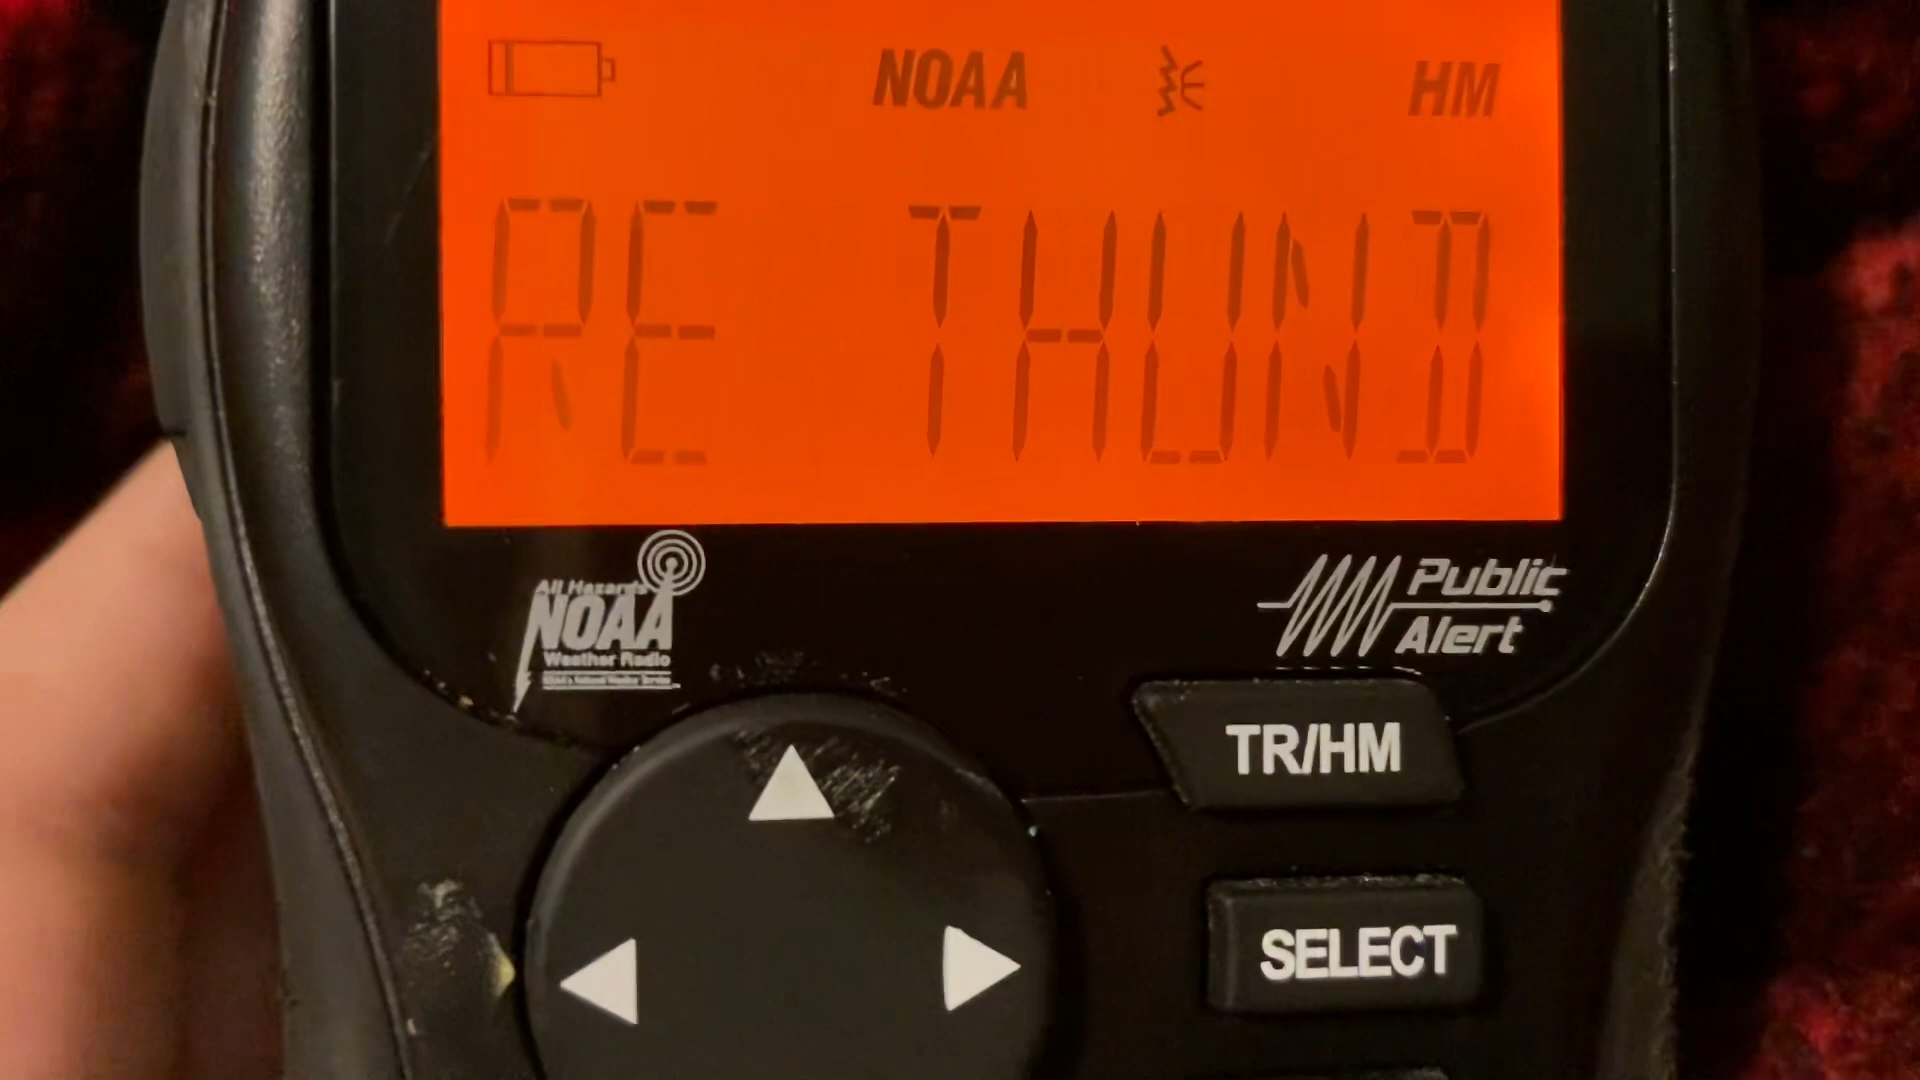 NOAA HM
RE THUND
All Hazards
NOAA
Weather Radio
Public
Alert
TR/HM
SELECT